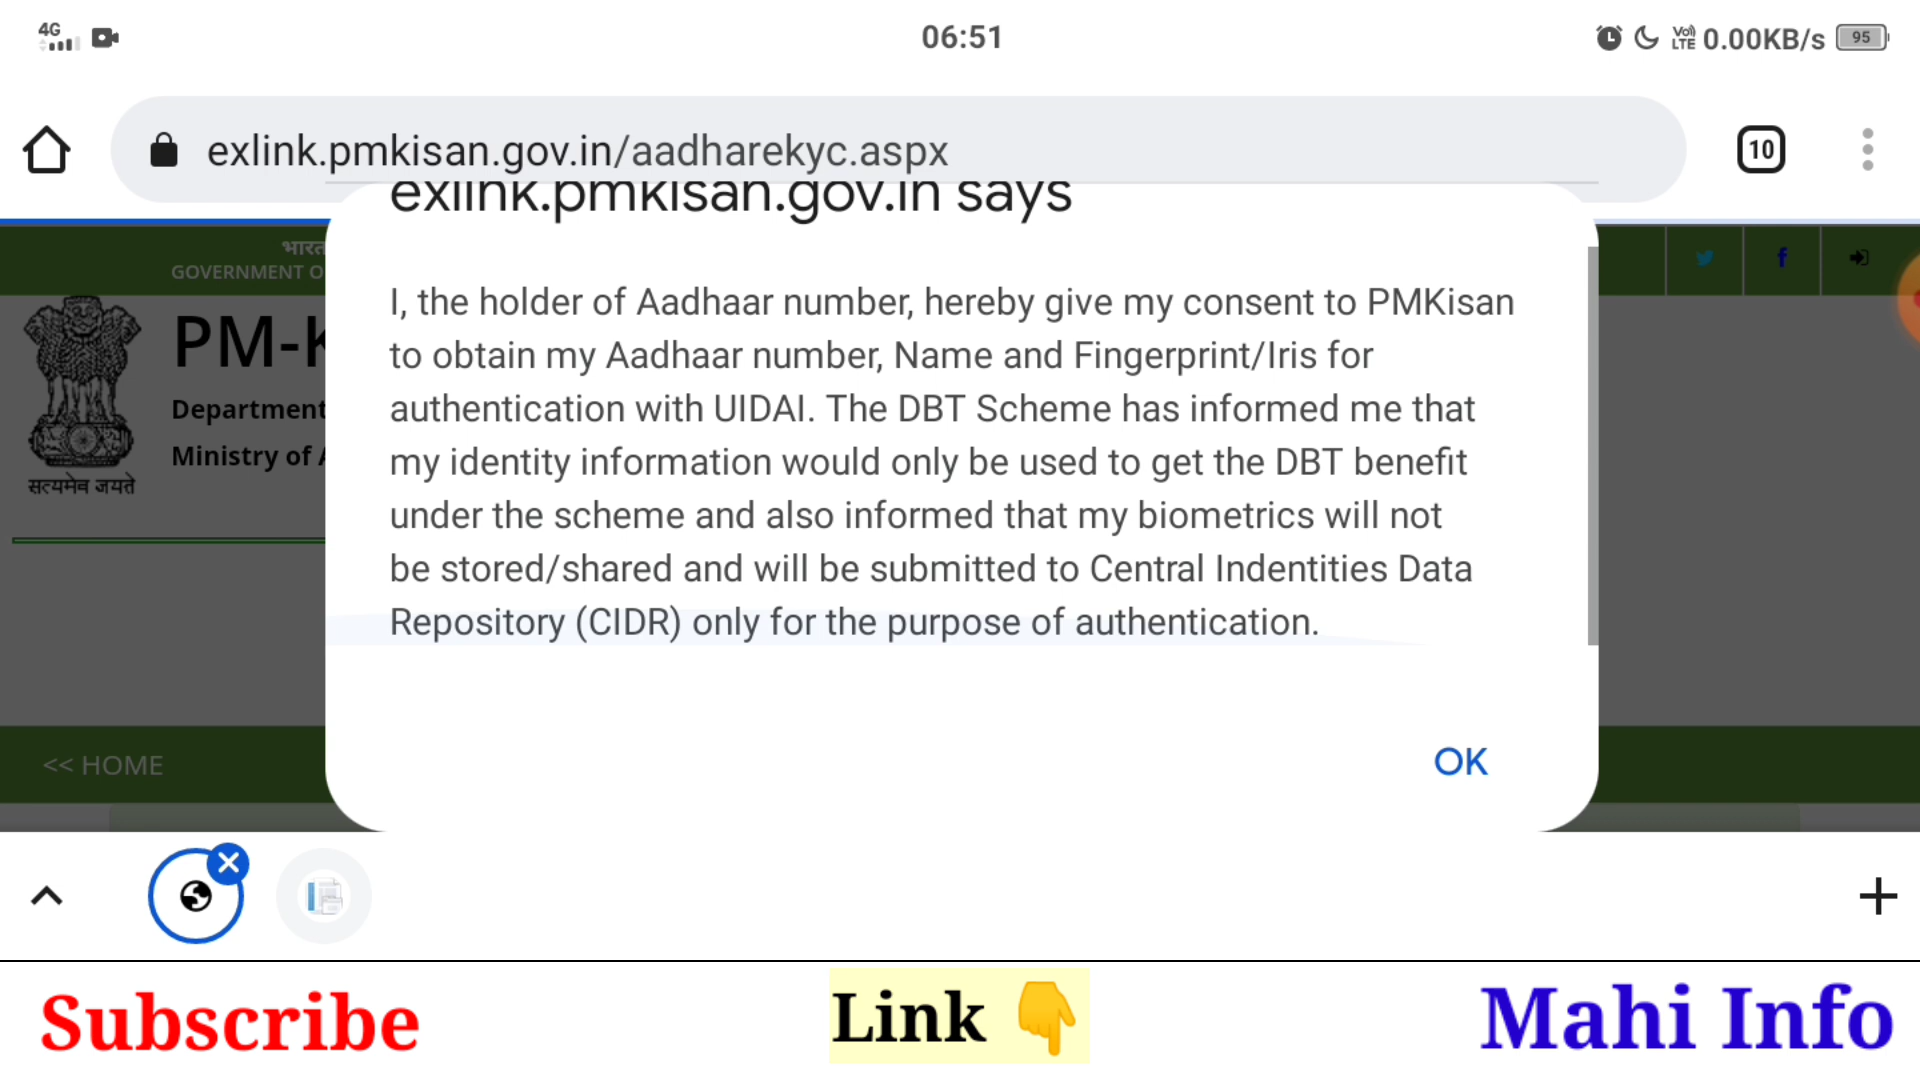 4G
06:51
Vo)) LTE 0.00KB/s 95
exlink.pmkisan.gov.in/aadharekyc.aspx
10
exlink.pmkisan.gov.in says
भारत
GOVERNMENT O
PM-K
Department
Ministry of A
सत्यमेव जयते
I, the holder of Aadhaar number, hereby give my consent to PMKisan
to obtain my Aadhaar number, Name and Fingerprint/Iris for
authentication with UIDAI. The DBT Scheme has informed me that
my identity information would only be used to get the DBT benefit
under the scheme and also informed that my biometrics will not
be stored/shared and will be submitted to Central Indentities Data
Repository (CIDR) only for the purpose of authentication.
OK
<< HOME
Subscribe
Link 👇
Mahi Info